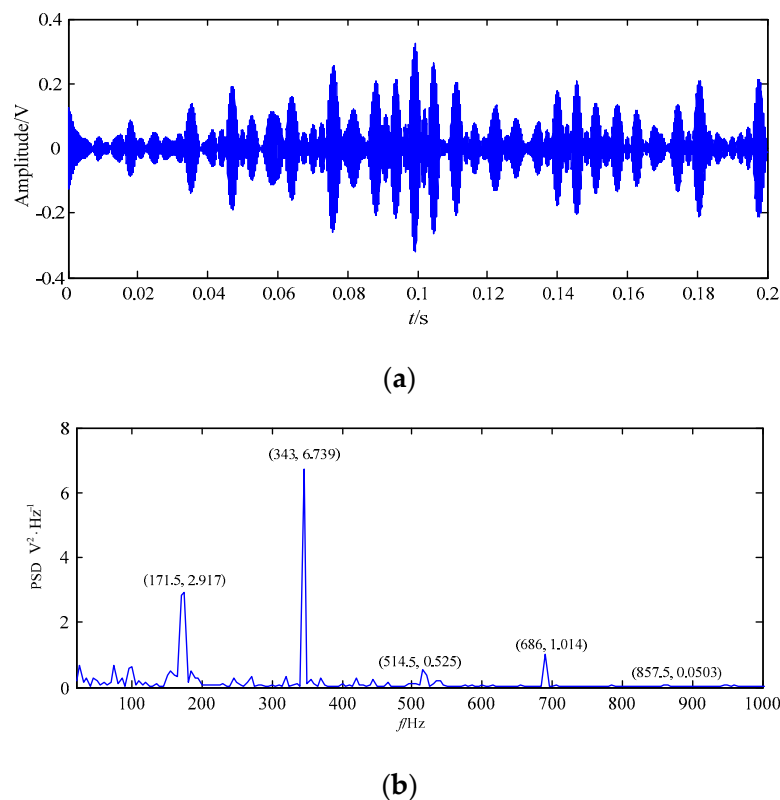 0.4
0.2
0
-0.2
-0.4
Amplitude/V
0 0.02 0.04 0.06 0.08 0.1 0.12 0.14 0.16 0.18 0.2
t/s
(a)
8
6
4
2
0
PSD V²·Hz⁻¹
(343, 6.739)
(171.5, 2.917)
(514.5, 0.525)
(686, 1.014)
(857.5, 0.0503)
100 200 300 400 500 600 700 800 900 1000
f/Hz
(b)